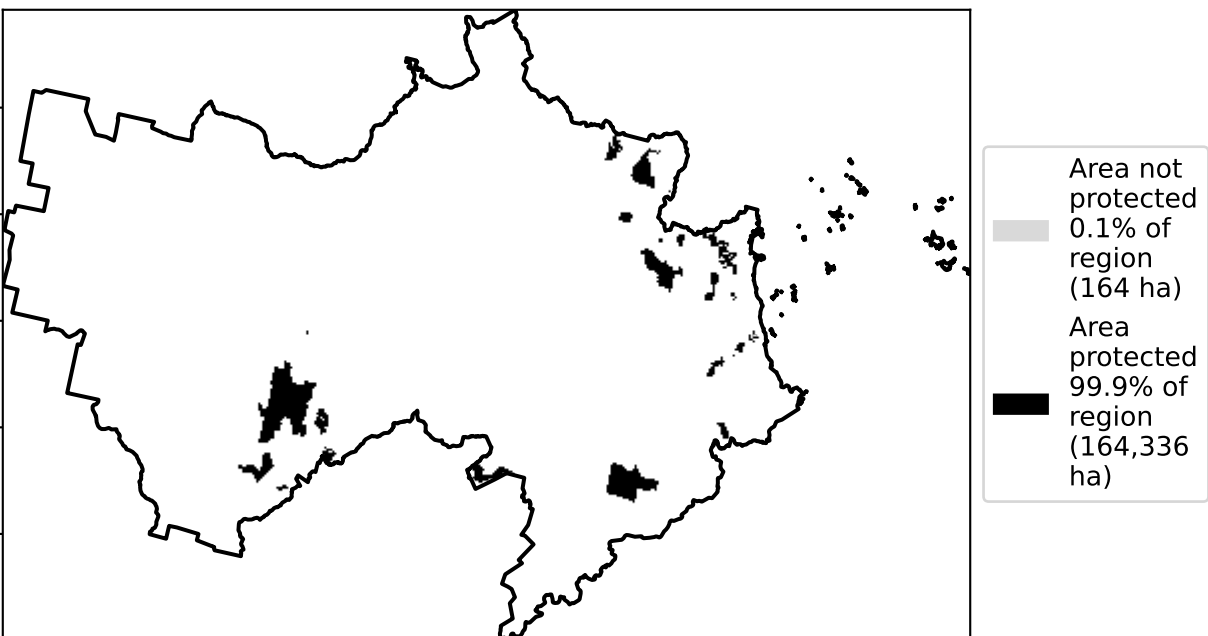 Area not
protected
0.1% of
region
(164 ha)
Area
protected
99.9% of
region
(164,336
ha)